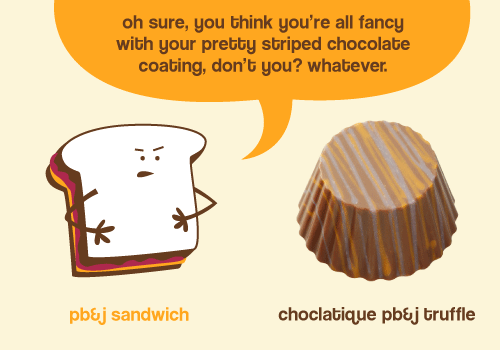 oh sure, you think you're all fancy
with your pretty striped chocolate
coating, don't you? whatever.
pb&j sandwich
choclatique pb&j truffle